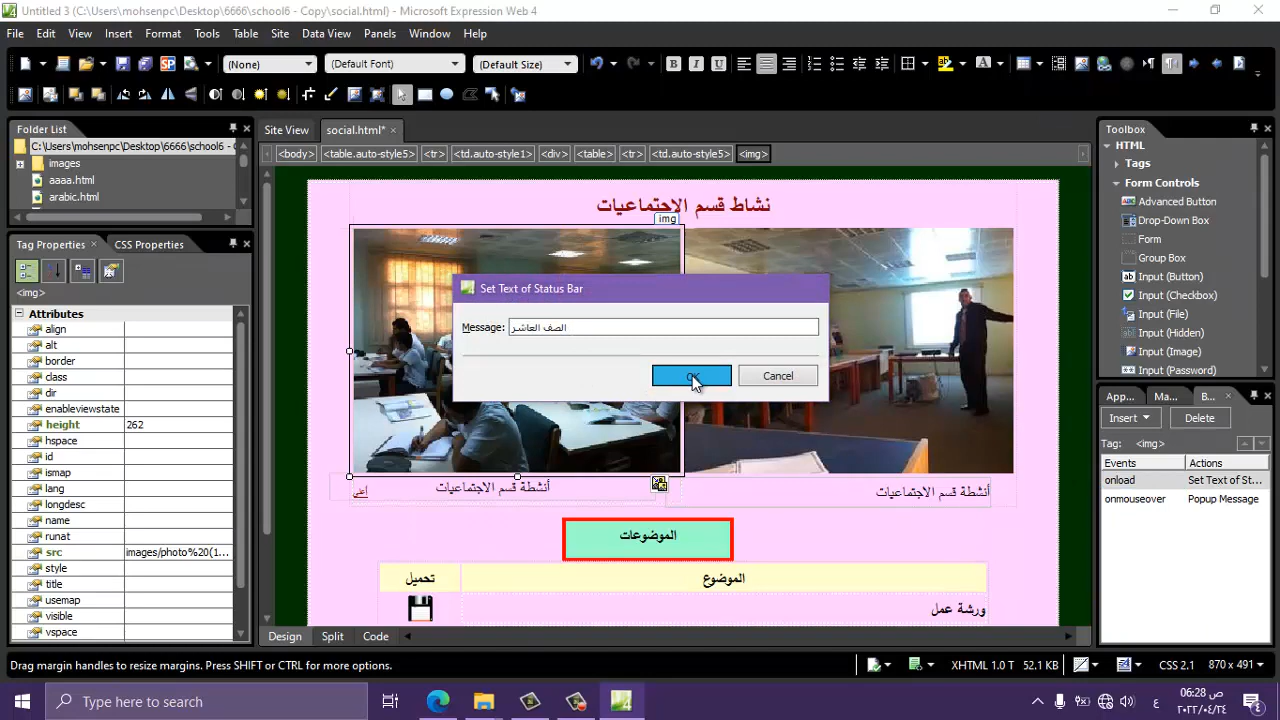 Untitled 3 (C:\Users\mohsenpc\Desktop\6666\school6 - Copy\social.html) - Microsoft Expression Web 4
File Edit View Insert Format Tools Table Site Data View Panels Window Help
(None) (Default Font) (Default Size)
Folder List
C:\Users\mohsenpc\Desktop\6666\school6 - C
images
aaaa.html
arabic.html
Tag Properties CSS Properties
<img>
Attributes
align
alt
border
class
dir
enableviewstate
height 262
hspace
id
ismap
lang
longdesc
name
runat
src images/photo%20(1...
style
title
usemap
visible
vspace
Site View social.html*
<body> <table.auto-style5> <tr> <td.auto-style1> <div> <table> <tr> <td.auto-style5> <img>
نشاط قسم الاجتماعيات
img
Set Text of Status Bar
Message: الصف العاشر
OK Cancel
أنشطة قسم الاجتماعيات
أنشطة قسم الاجتماعيات
أعلى
الموضوعات
الموضوع تحميل
ورشة عمل
Design Split Code
Toolbox
HTML
Tags
Form Controls
Advanced Button
Drop-Down Box
Form
Group Box
Input (Button)
Input (Checkbox)
Input (File)
Input (Hidden)
Input (Image)
Input (Password)
App... Ma... B...
Insert Delete
Tag: <img>
Events Actions
onload Set Text of St...
onmouseover Popup Message
Drag margin handles to resize margins. Press SHIFT or CTRL for more options.
XHTML 1.0 T 52.1 KB CSS 2.1 870 x 491
Type here to search
ع
06:28 ص
٢٠٢٢/٠٤/٢٤